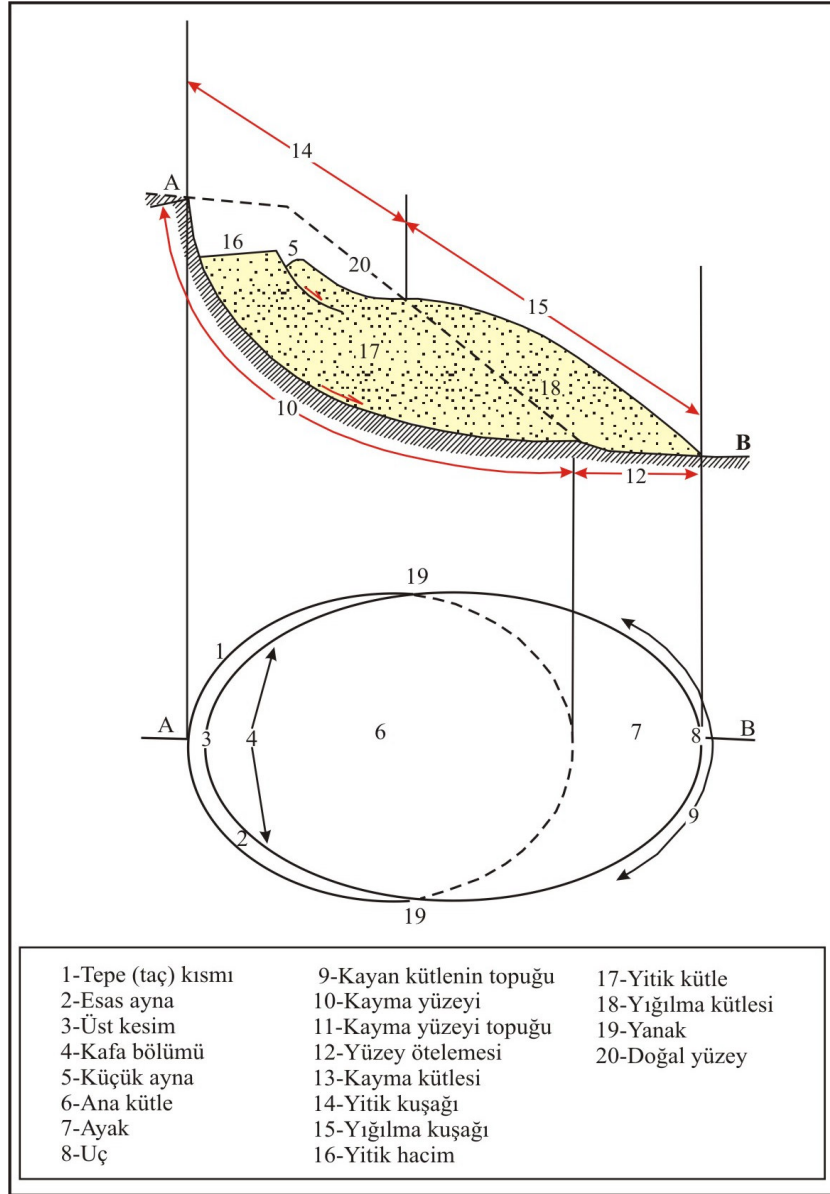 14
A
16
5
20
15
17
18
10
B
12
19
1
A
3
4
6
7
8
B
2
9
19
1-Tepe (taç) kısmı
2-Esas ayna
3-Üst kesim
4-Kafa bölümü
5-Küçük ayna
6-Ana kütle
7-Ayak
8-Uç
9-Kayan kütlenin topuğu
10-Kayma yüzeyi
11-Kayma yüzeyi topuğu
12-Yüzey ötelemesi
13-Kayma kütlesi
14-Yitik kuşağı
15-Yığılma kuşağı
16-Yitik hacim
17-Yitik kütle
18-Yığılma kütlesi
19-Yanak
20-Doğal yüzey